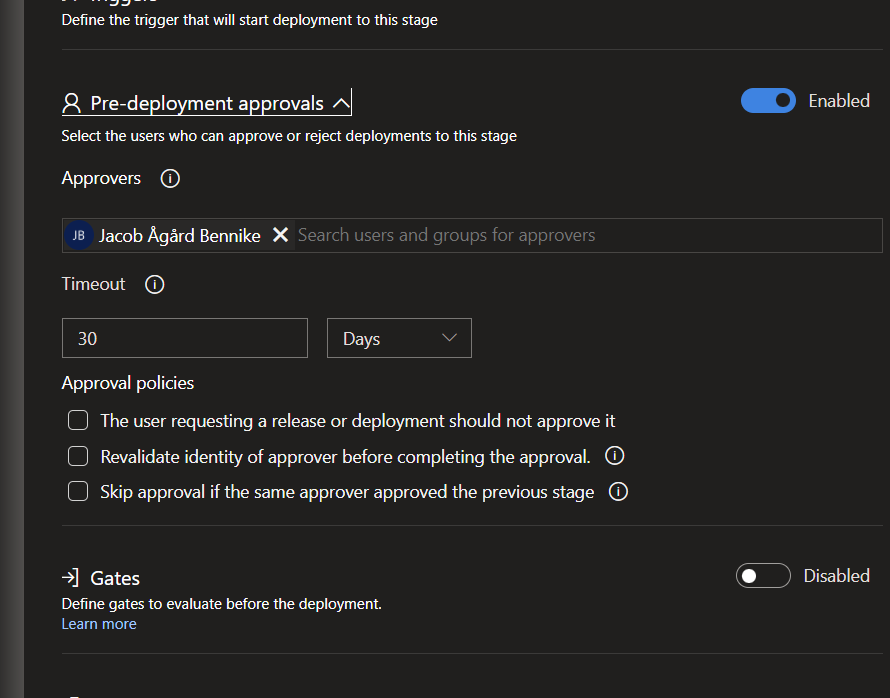 Triggers
Define the trigger that will start deployment to this stage
Pre-deployment approvals
Enabled
Select the users who can approve or reject deployments to this stage
Approvers
JB Jacob Ågård Bennike Search users and groups for approvers
Timeout
30 Days
Approval policies
The user requesting a release or deployment should not approve it
Revalidate identity of approver before completing the approval.
Skip approval if the same approver approved the previous stage
Gates
Disabled
Define gates to evaluate before the deployment.
Learn more